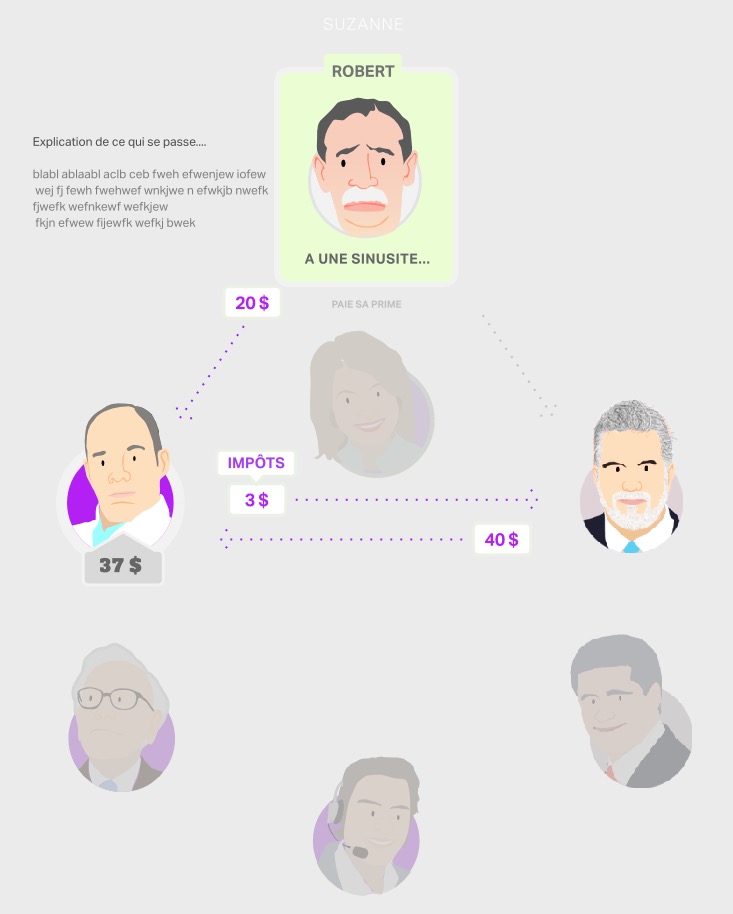 SUZANNE
ROBERT
Explication de ce qui se passe....
blabl ablaabl aclb ceb fweh efwenjew iofew
wej fj fewh fwehwef wnkjwe n efwkjb nwefk
fjwefk wefnkewf wefkjew
fkjn efwew fijewfk wefkj bwek
A UNE SINUSITE...
20 $
PAIE SA PRIME
IMPÔTS
3 $
40 $
37 $